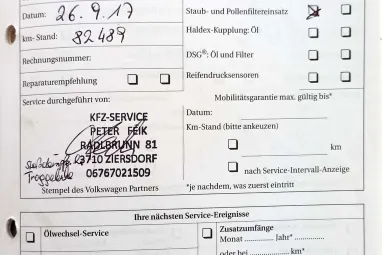 Datum: 26.9.17
Staub- und Pollenfiltereinsatz
km- Stand: 82489
Haldex-Kupplung: Öl
DSG®: Öl und Filter
Rechnungsnummer:
Reifendrucksensoren
Reparaturempfehlung
Service durchgeführt von:
Mobilitätsgarantie max. gültig bis*
KFZ-SERVICE
PETER FEIK
RADLBRUNN 81
3710 ZIERSDORF
06767021509
Datum:
Km-Stand (bitte ankeuzen)
km
nach Service-Intervall-Anzeige
Stempel des Volkswagen Partners
*je nachdem, was zuerst eintritt
Ihre nächsten Service-Ereignisse
Ölwechsel-Service
Zusatzumfänge
Monat ............ Jahr*............
oder bei ............ km*